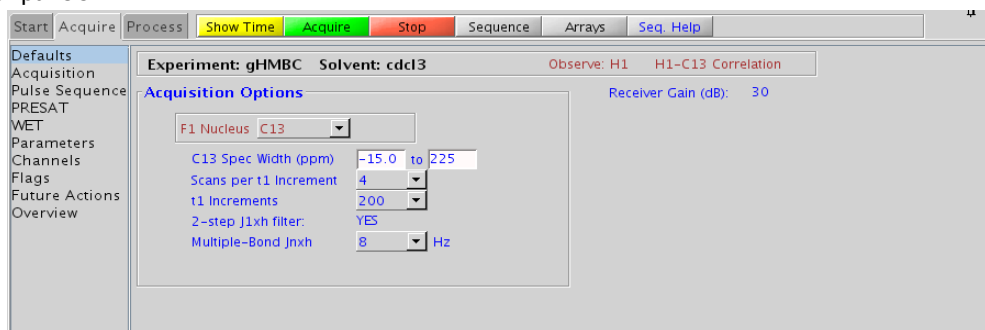 Start Acquire Process Show Time Acquire Stop Sequence Arrays Seq. Help
Defaults
Acquisition
Pulse Sequence
PRESAT
WET
Parameters
Channels
Flags
Future Actions
Overview
Experiment: gHMBC Solvent: cdcl3 Observe: H1 H1-C13 Correlation
Acquisition Options Receiver Gain (dB): 30
F1 Nucleus C13
C13 Spec Width (ppm) -15.0 to 225
Scans per t1 Increment 4
t1 Increments 200
2-step J1xh filter: YES
Multiple-Bond Jnxh 8 Hz